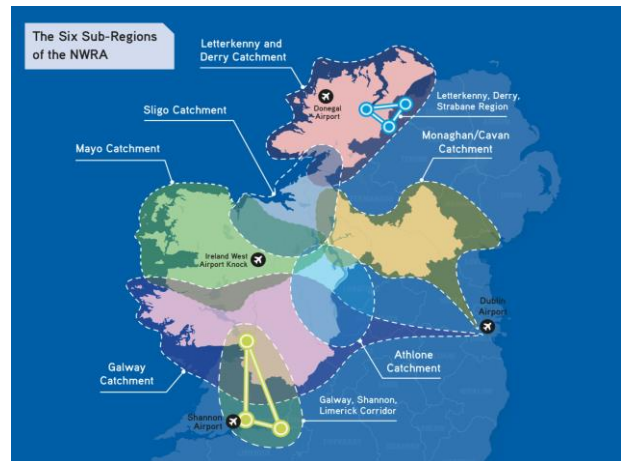 The Six Sub-Regions
of the NWRA
Letterkenny and
Derry Catchment
Donegal
Airport
Letterkenny, Derry,
Strabane Region
Sligo Catchment
Monaghan/Cavan
Catchment
Mayo Catchment
Ireland West
Airport Knock
Dublin
Airport
Galway
Catchment
Athlone
Catchment
Shannon
Airport
Galway, Shannon,
Limerick Corridor